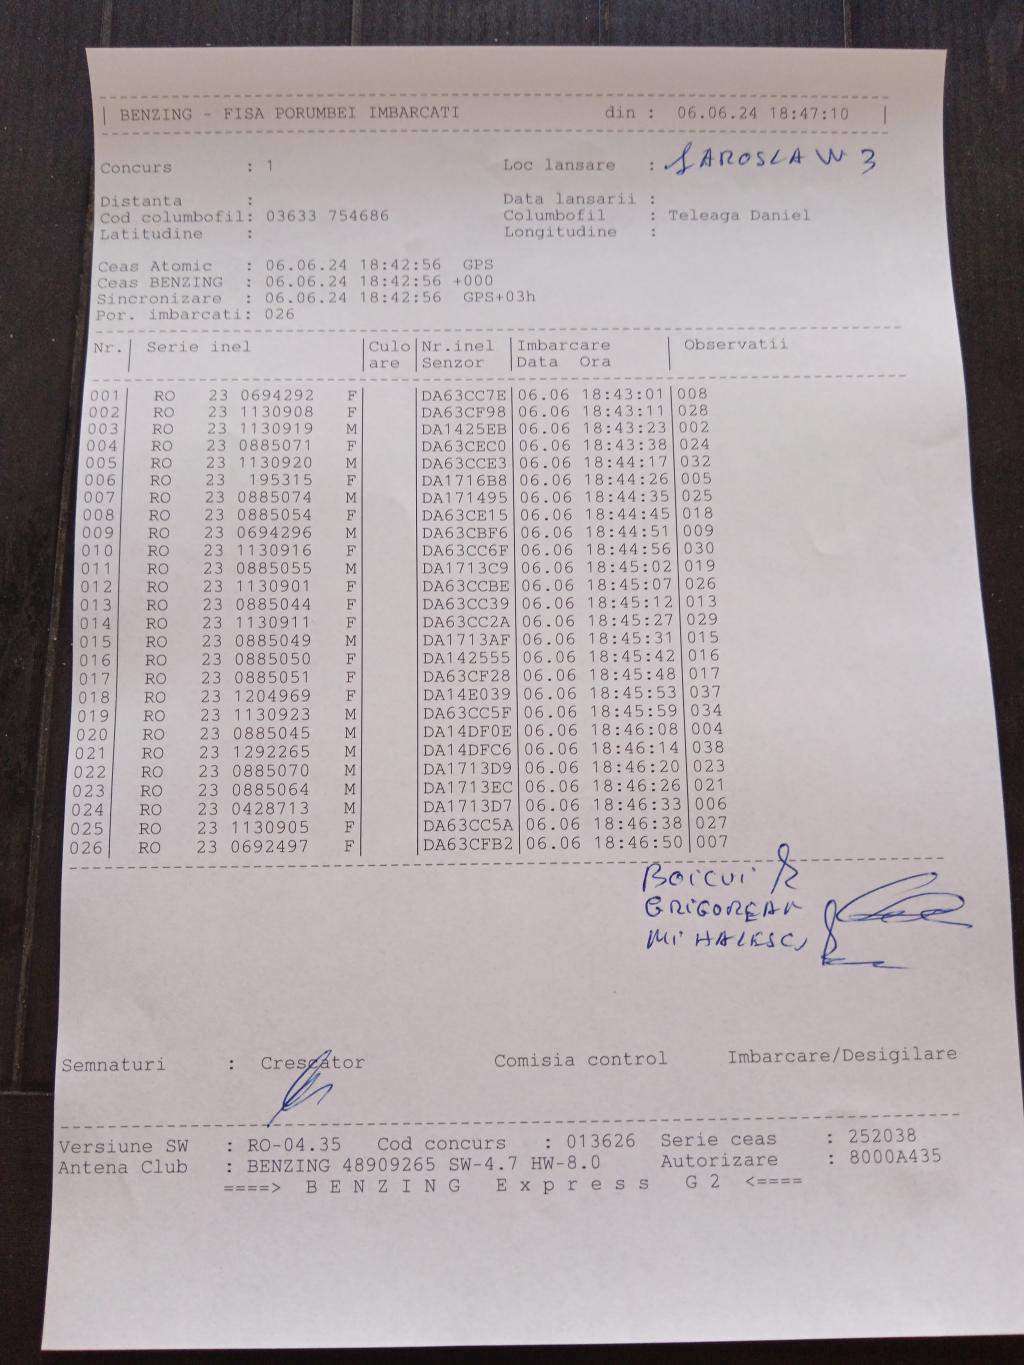 BENZING - FISA PORUMBEI IMBARCATI din : 06.06.24 18:47:10
Concurs : 1 Loc lansare : JAROSLAW 3
Distanta : Data lansarii :
Cod columbofil: 03633 754686 Columbofil : Teleaga Daniel
Latitudine : Longitudine :
Ceas Atomic : 06.06.24 18:42:56 GPS
Ceas BENZING : 06.06.24 18:42:56 +000
Sincronizare : 06.06.24 18:42:56 GPS+03h
Por. imbarcati: 026
Nr. | Serie inel | Culo | Nr.inel | Imbarcare | Observatii
are | Senzor | Data Ora
001 RO 23 0694292 F DA63CC7E 06.06 18:43:01 008
002 RO 23 1130908 F DA63CF98 06.06 18:43:11 028
003 RO 23 1130919 M DA1425EB 06.06 18:43:23 002
004 RO 23 0885071 F DA63CEC0 06.06 18:43:38 024
005 RO 23 1130920 M DA63CCE3 06.06 18:44:17 032
006 RO 23 195315 F DA1716B8 06.06 18:44:26 005
007 RO 23 0885074 M DA171495 06.06 18:44:35 025
008 RO 23 0885054 F DA63CE15 06.06 18:44:45 018
009 RO 23 0694296 M DA63CBF6 06.06 18:44:51 009
010 RO 23 1130916 F DA63CC6F 06.06 18:44:56 030
011 RO 23 0885055 M DA1713C9 06.06 18:45:02 019
012 RO 23 1130901 F DA63CCBE 06.06 18:45:07 026
013 RO 23 0885044 F DA63CC39 06.06 18:45:12 013
014 RO 23 1130911 F DA63CC2A 06.06 18:45:27 029
015 RO 23 0885049 M DA1713AF 06.06 18:45:31 015
016 RO 23 0885050 F DA142555 06.06 18:45:42 016
017 RO 23 0885051 F DA63CF28 06.06 18:45:48 017
018 RO 23 1204969 F DA14E039 06.06 18:45:53 037
019 RO 23 1130923 M DA63CC5F 06.06 18:45:59 034
020 RO 23 0885045 M DA14DF0E 06.06 18:46:08 004
021 RO 23 1292265 M DA14DFC6 06.06 18:46:14 038
022 RO 23 0885070 M DA1713D9 06.06 18:46:20 023
023 RO 23 0885064 M DA1713EC 06.06 18:46:26 021
024 RO 23 0428713 M DA1713D7 06.06 18:46:33 006
025 RO 23 1130905 F DA63CC5A 06.06 18:46:38 027
026 RO 23 0692497 F DA63CFB2 06.06 18:46:50 007
BOICUI
GRIGOREAN
MIHALESCU
Semnaturi : Crescator Comisia control Imbarcare/Desigilare
Versiune SW : RO-04.35 Cod concurs : 013626 Serie ceas : 252038
Antena Club : BENZING 48909265 SW-4.7 HW-8.0 Autorizare : 8000A435
====> BENZING Express G2 <====